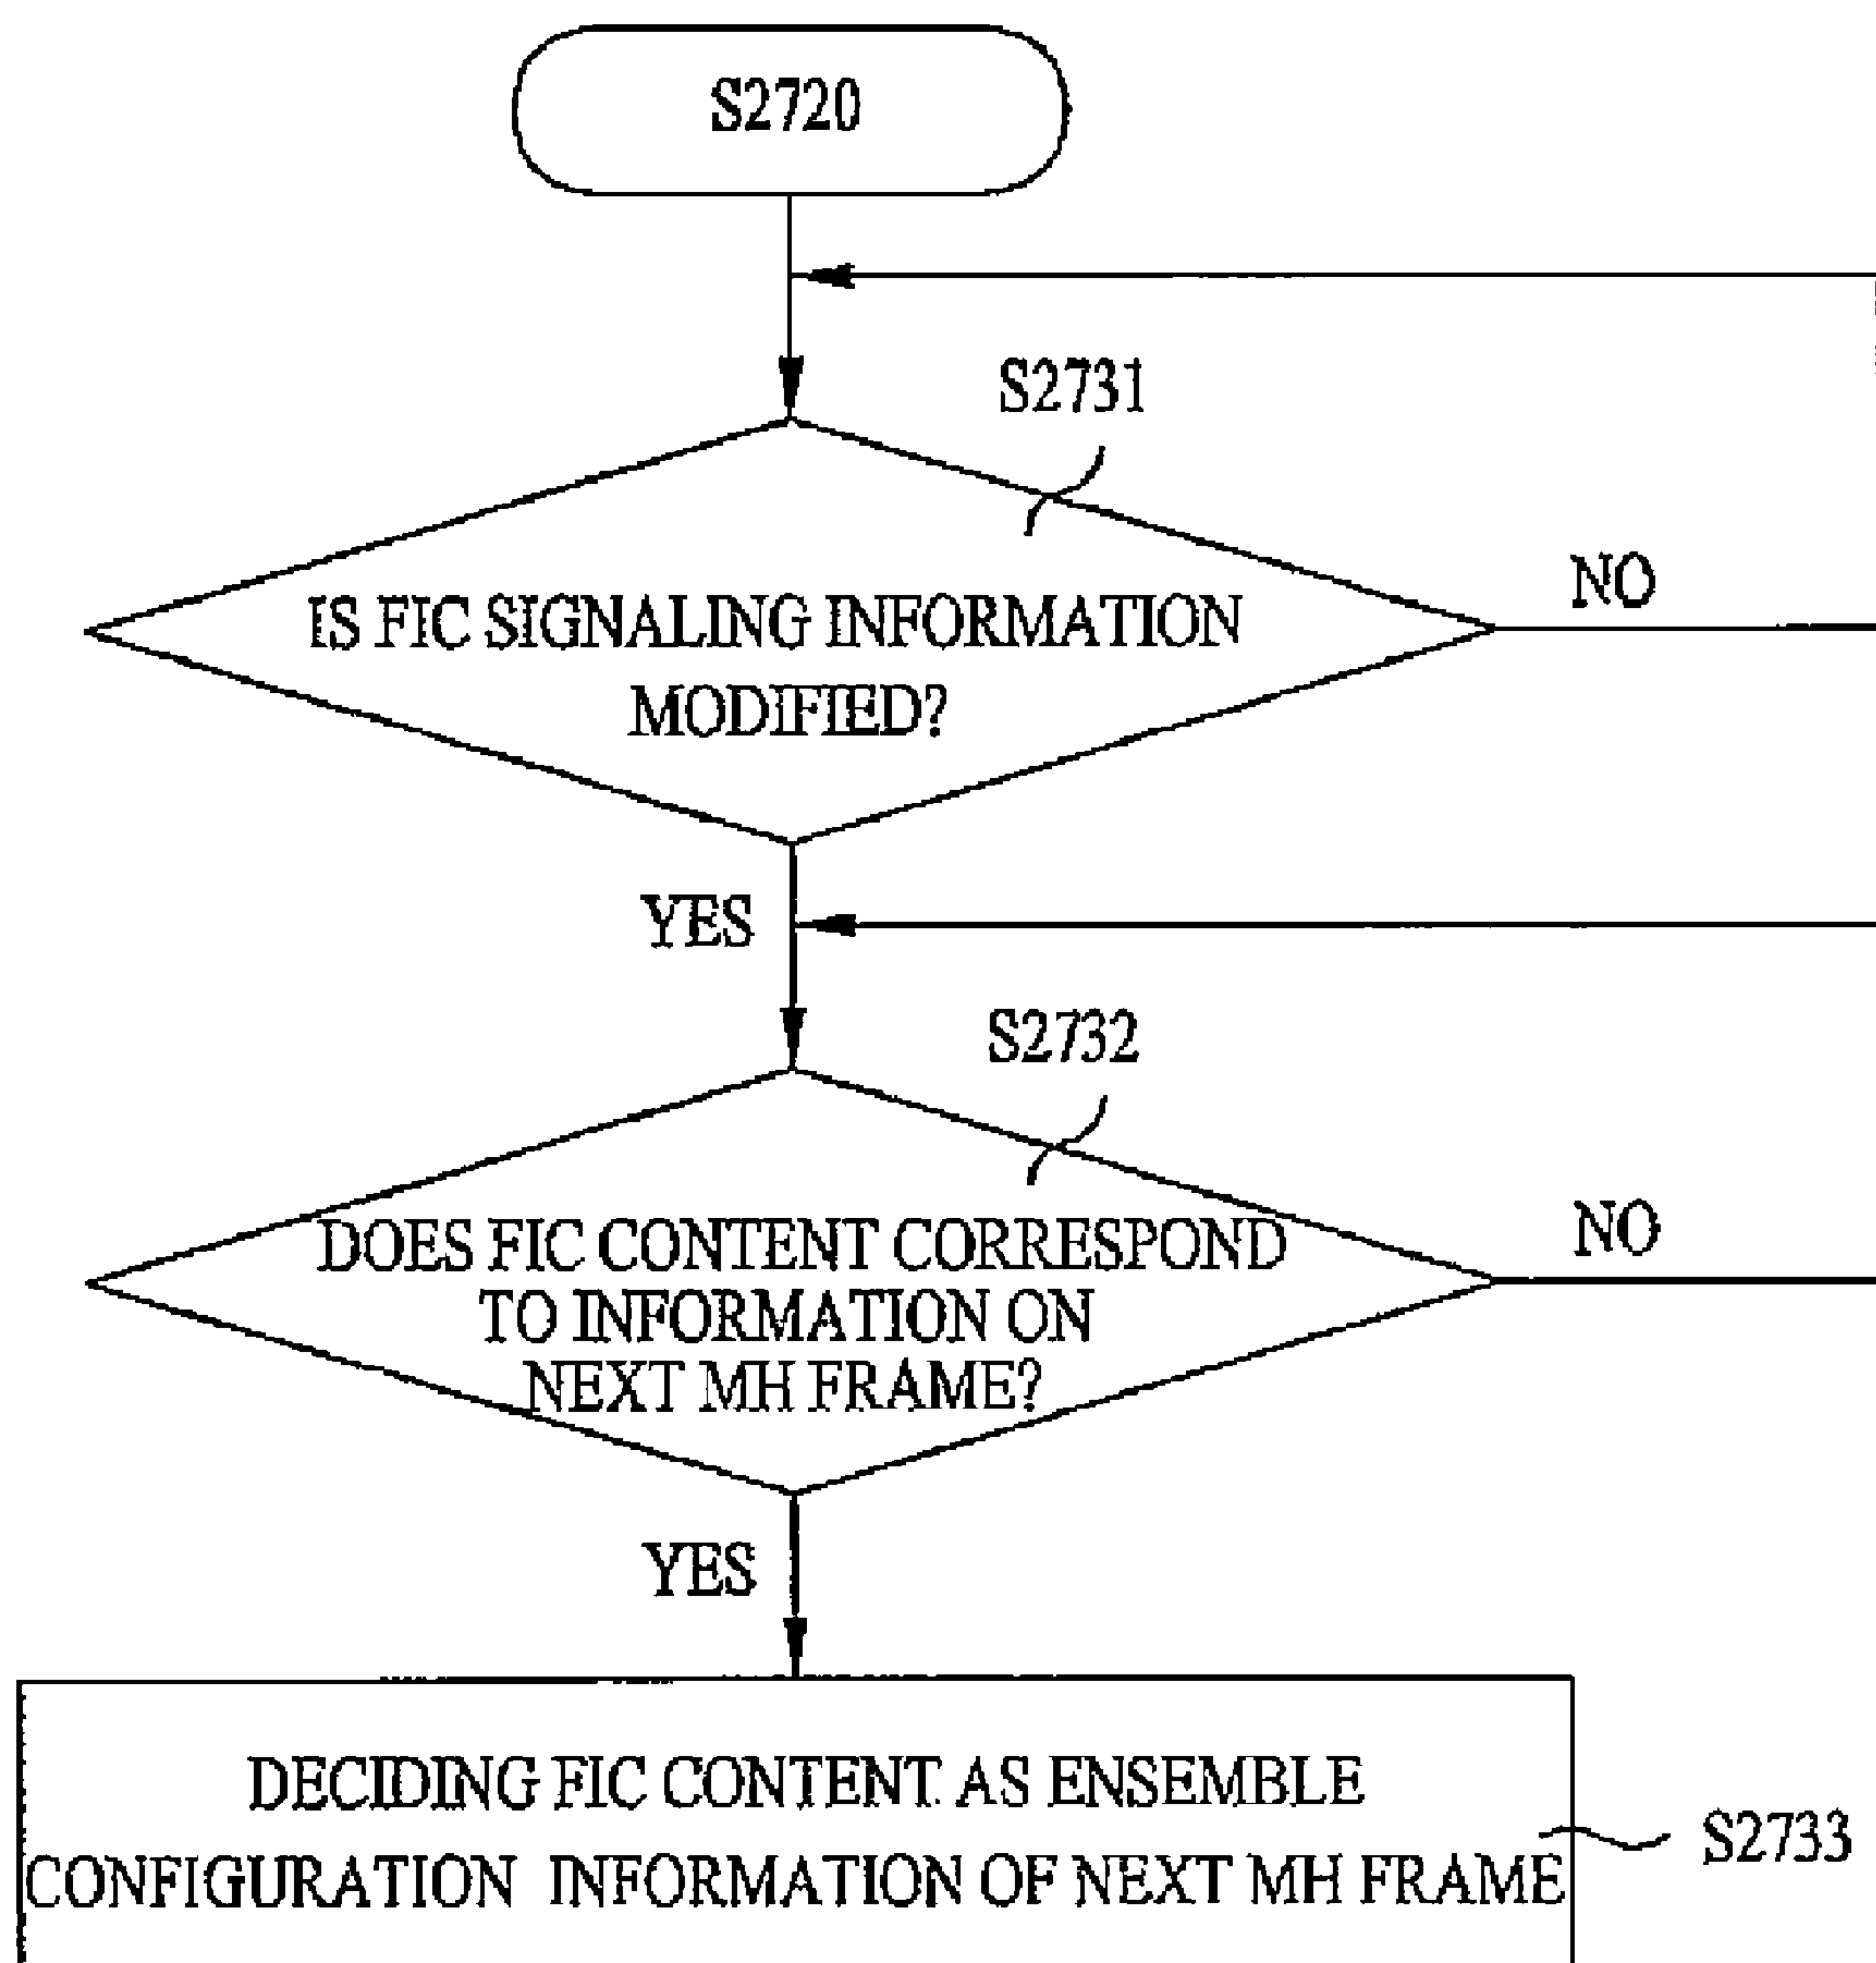 S2720
S2731
IS FIC SIGNALING INFORMATION
MODIFIED?
NO
YES
S2732
DOES FIC CONTENT CORRESPOND
TO INFORMATION ON
NEXT MH FRAME?
NO
YES
DECIDING FIC CONTENT AS ENSEMBLE
CONFIGURATION INFORMATION OF NEXT MH FRAME
S2733